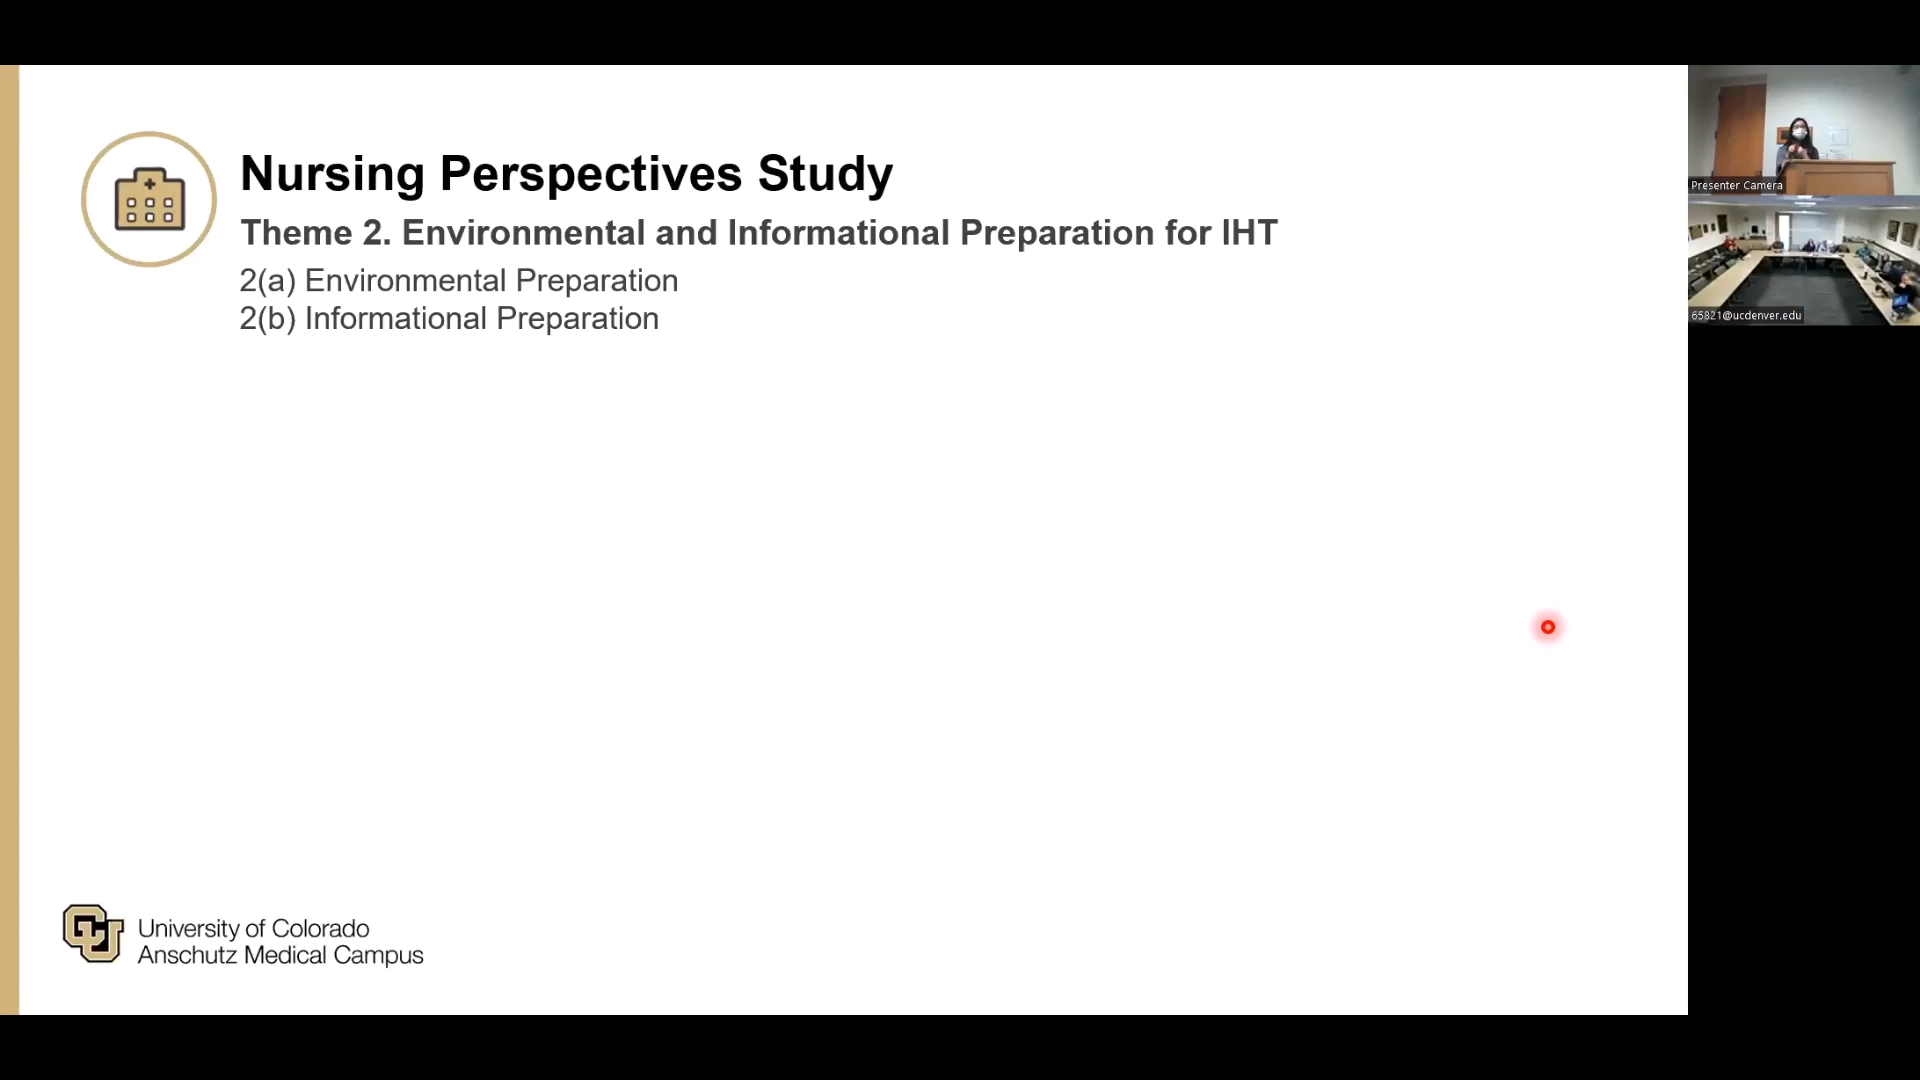 Nursing Perspectives Study
Theme 2. Environmental and Informational Preparation for IHT
2(a) Environmental Preparation
2(b) Informational Preparation
University of Colorado
Anschutz Medical Campus
Presenter Camera
65821@ucdenver.edu